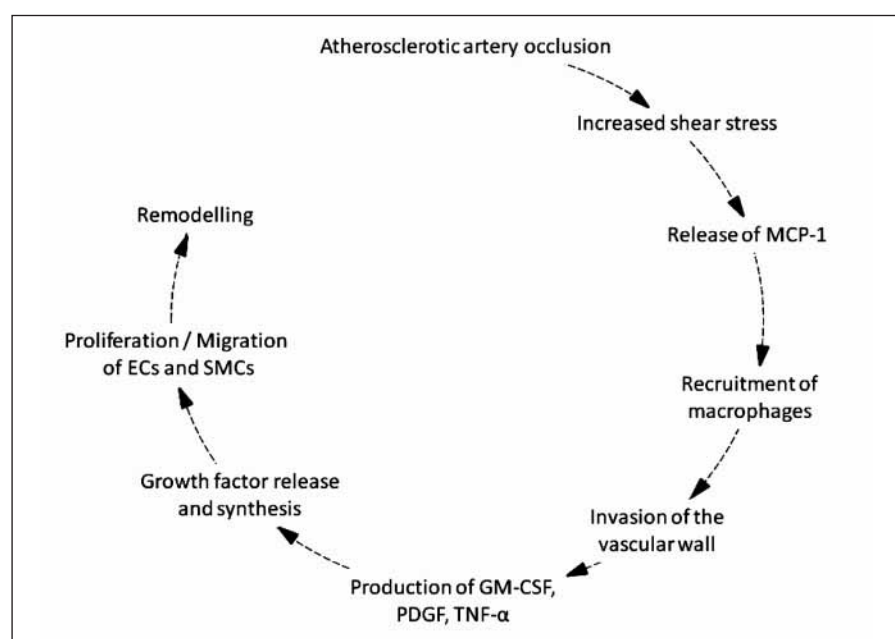 Atherosclerotic artery occlusion
Increased shear stress
Release of MCP-1
Recruitment of
macrophages
Invasion of the
vascular wall
Production of GM-CSF,
PDGF, TNF-α
Growth factor release
and synthesis
Proliferation / Migration
of ECs and SMCs
Remodelling